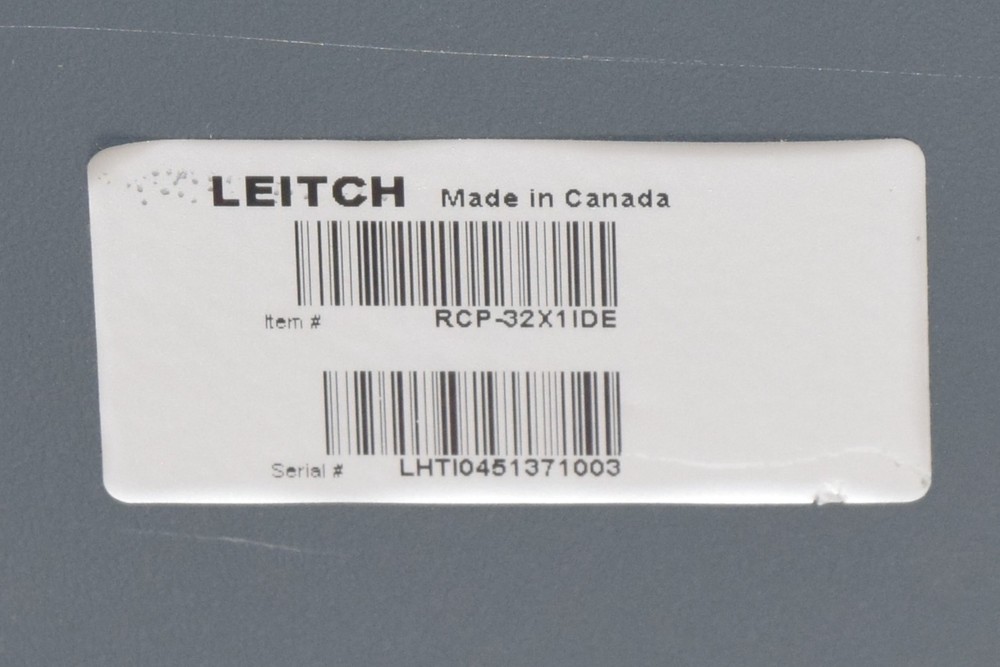 LEITCH Made in Canada
Item # RCP-32X1IDE
Serial # LHTI0451371003